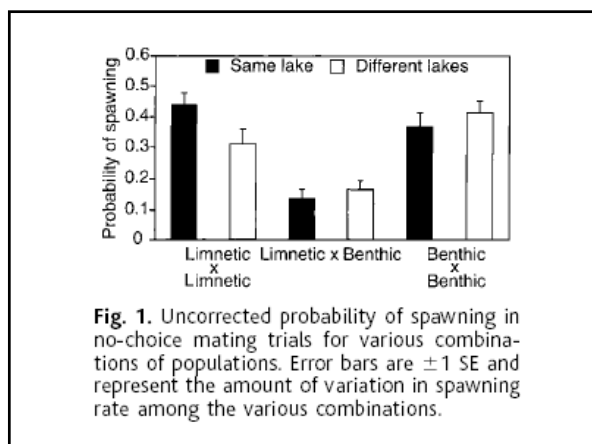 0.6
■ Same lake □ Different lakes
0.5
0.4
0.3
0.2
0.1
0
Probability of spawning
Limnetic Limnetic x Benthic Benthic
x x
Limnetic Benthic
Fig. 1. Uncorrected probability of spawning in
no-choice mating trials for various combina-
tions of populations. Error bars are ±1 SE and
represent the amount of variation in spawning
rate among the various combinations.